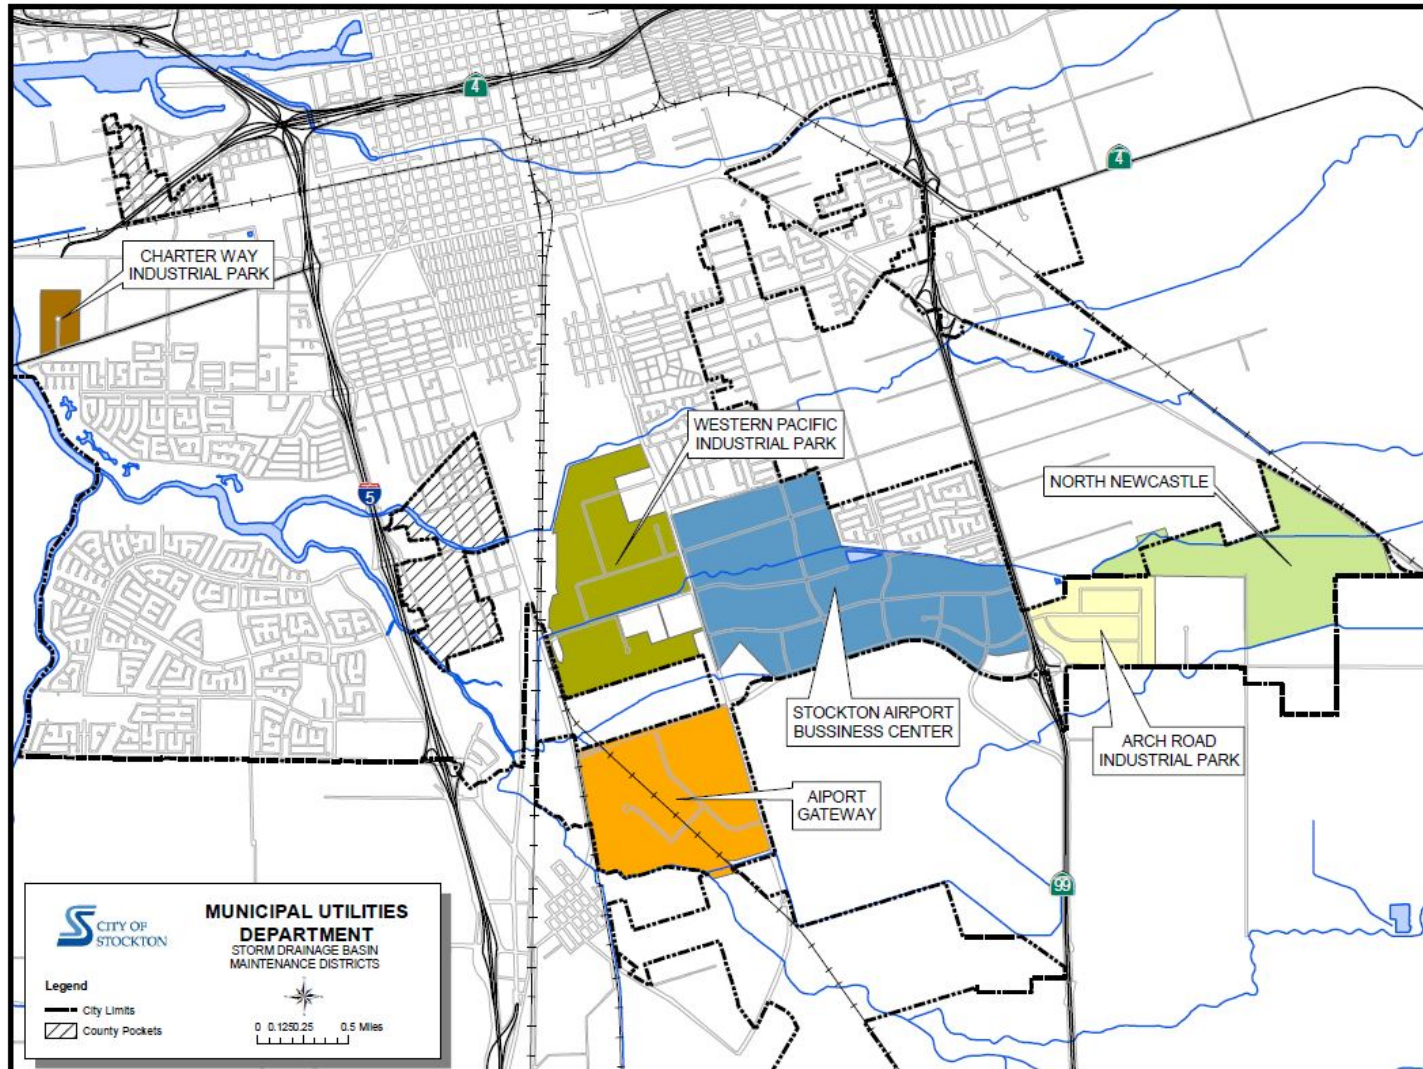 4
4
CHARTER WAY
INDUSTRIAL PARK
WESTERN PACIFIC
INDUSTRIAL PARK
NORTH NEWCASTLE
5
STOCKTON AIRPORT
BUSSINESS CENTER
ARCH ROAD
INDUSTRIAL PARK
AIPORT
GATEWAY
99
CITY OF
STOCKTON
MUNICIPAL UTILITIES
DEPARTMENT
STORM DRAINAGE BASIN
MAINTENANCE DISTRICTS
Legend
City Limits
County Pockets
0 0.1250.25 0.5 Miles